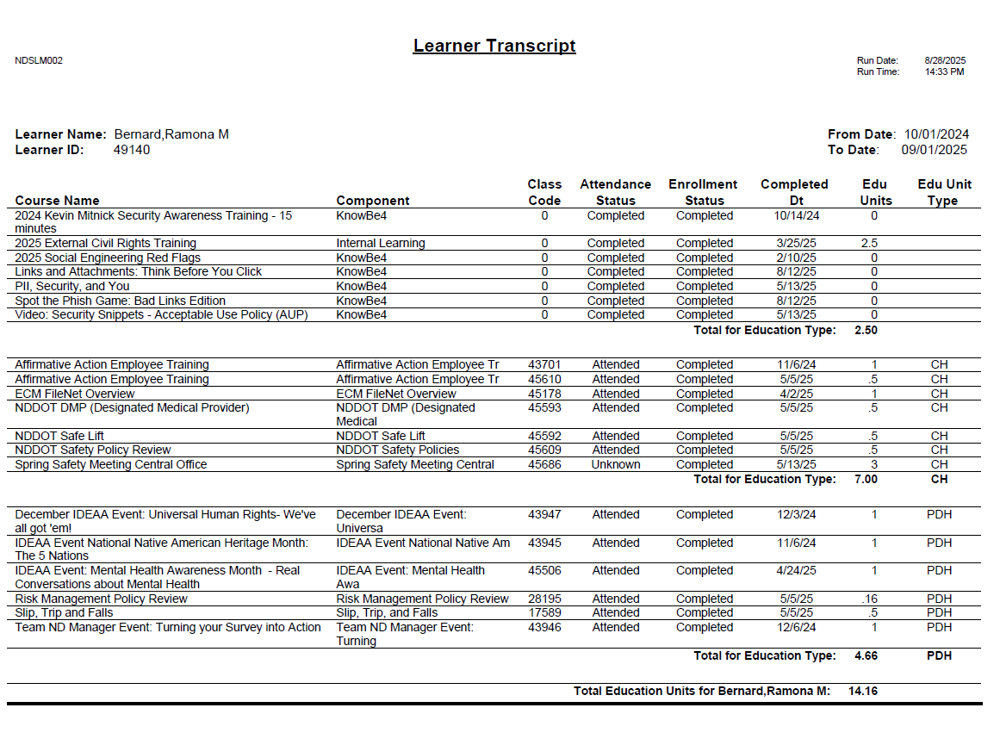 Learner Transcript
NDSLM002
Run Date: 8/28/2025
Run Time: 14:33 PM
Learner Name: Bernard,Ramona M From Date: 10/01/2024
Learner ID: 49140 To Date: 09/01/2025
Class Attendance Enrollment Completed Edu Edu Unit
Course Name Component Code Status Status Dt Units Type
2024 Kevin Mitnick Security Awareness Training - 15 KnowBe4 0 Completed Completed 10/14/24 0
minutes
2025 External Civil Rights Training Internal Learning 0 Completed Completed 3/25/25 2.5
2025 Social Engineering Red Flags KnowBe4 0 Completed Completed 2/10/25 0
Links and Attachments: Think Before You Click KnowBe4 0 Completed Completed 8/12/25 0
PII, Security, and You KnowBe4 0 Completed Completed 5/13/25 0
Spot the Phish Game: Bad Links Edition KnowBe4 0 Completed Completed 8/12/25 0
Video: Security Snippets - Acceptable Use Policy (AUP) KnowBe4 0 Completed Completed 5/13/25 0
Total for Education Type: 2.50
Affirmative Action Employee Training Affirmative Action Employee Tr 43701 Attended Completed 11/6/24 1 CH
Affirmative Action Employee Training Affirmative Action Employee Tr 45610 Attended Completed 5/5/25 .5 CH
ECM FileNet Overview ECM FileNet Overview 45178 Attended Completed 4/2/25 1 CH
NDDOT DMP (Designated Medical Provider) NDDOT DMP (Designated 45593 Attended Completed 5/5/25 .5 CH
Medical
NDDOT Safe Lift NDDOT Safe Lift 45592 Attended Completed 5/5/25 .5 CH
NDDOT Safety Policy Review NDDOT Safety Policies 45609 Attended Completed 5/5/25 .5 CH
Spring Safety Meeting Central Office Spring Safety Meeting Central 45686 Unknown Completed 5/13/25 3 CH
Total for Education Type: 7.00 CH
December IDEAA Event: Universal Human Rights- We've December IDEAA Event: 43947 Attended Completed 12/3/24 1 PDH
all got 'em! Universa
IDEAA Event National Native American Heritage Month: IDEAA Event National Native Am 43945 Attended Completed 11/6/24 1 PDH
The 5 Nations
IDEAA Event: Mental Health Awareness Month - Real IDEAA Event: Mental Health 45506 Attended Completed 4/24/25 1 PDH
Conversations about Mental Health Awa
Risk Management Policy Review Risk Management Policy Review 28195 Attended Completed 5/5/25 .16 PDH
Slip, Trip and Falls Slip, Trip, and Falls 17589 Attended Completed 5/5/25 .5 PDH
Team ND Manager Event: Turning your Survey into Action Team ND Manager Event: 43946 Attended Completed 12/6/24 1 PDH
Turning
Total for Education Type: 4.66 PDH
Total Education Units for Bernard,Ramona M: 14.16